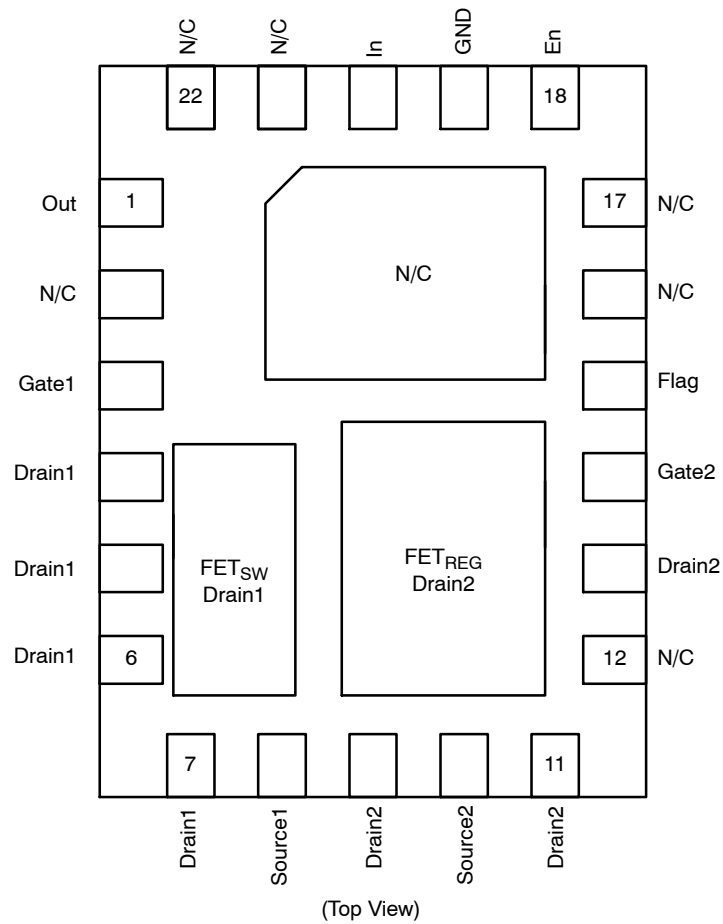 N/C
N/C
In
GND
En
22
18
Out
1
17
N/C
N/C
N/C
N/C
Gate1
Flag
Drain1
Gate2
FET_SW
Drain1
FET_REG
Drain2
Drain1
Drain2
Drain1
6
12
N/C
7
11
Drain1
Source1
Drain2
Source2
Drain2
(Top View)